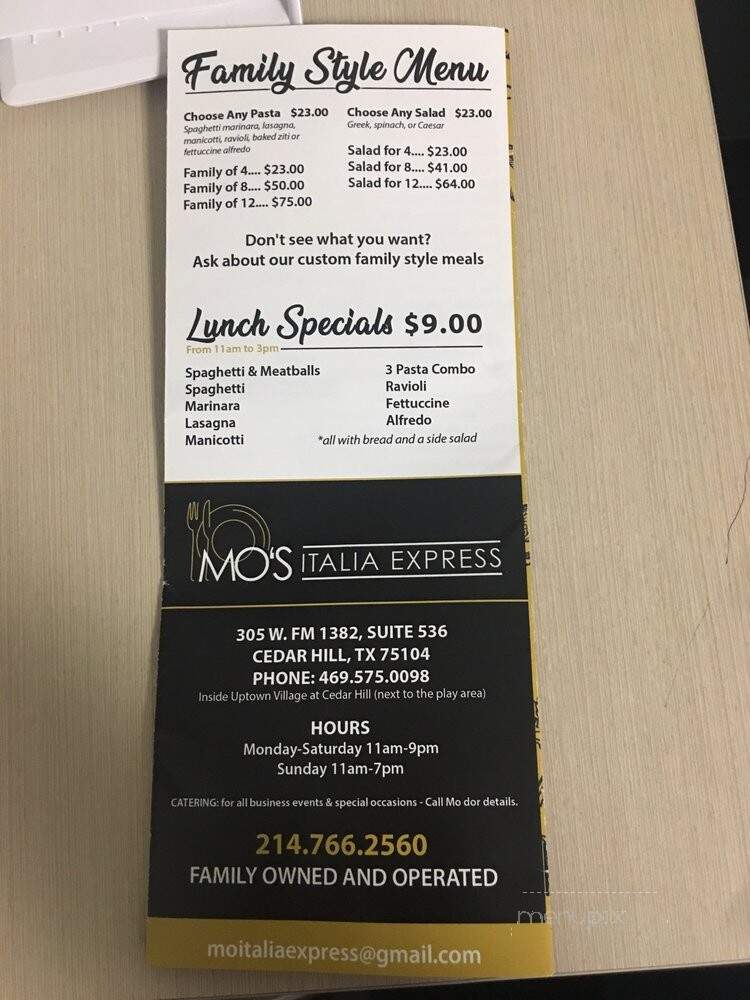 Family Style Menu
Choose Any Pasta $23.00
Spaghetti marinara, lasagna,
manicotti, ravioli, baked ziti or
fettuccine alfredo
Family of 4.... $23.00
Family of 8.... $50.00
Family of 12.... $75.00
Choose Any Salad $23.00
Greek, spinach, or Caesar
Salad for 4.... $23.00
Salad for 8.... $41.00
Salad for 12.... $64.00
Don't see what you want?
Ask about our custom family style meals
Lunch Specials $9.00
From 11am to 3pm
Spaghetti & Meatballs
Spaghetti
Marinara
Lasagna
Manicotti
3 Pasta Combo
Ravioli
Fettuccine
Alfredo
*all with bread and a side salad
MO'S ITALIA EXPRESS
305 W. FM 1382, SUITE 536
CEDAR HILL, TX 75104
PHONE: 469.575.0098
Inside Uptown Village at Cedar Hill (next to the play area)
HOURS
Monday-Saturday 11am-9pm
Sunday 11am-7pm
CATERING: for all business events & special occasions - Call Mo dor details.
214.766.2560
FAMILY OWNED AND OPERATED
menupix
moitaliaexpress@gmail.com